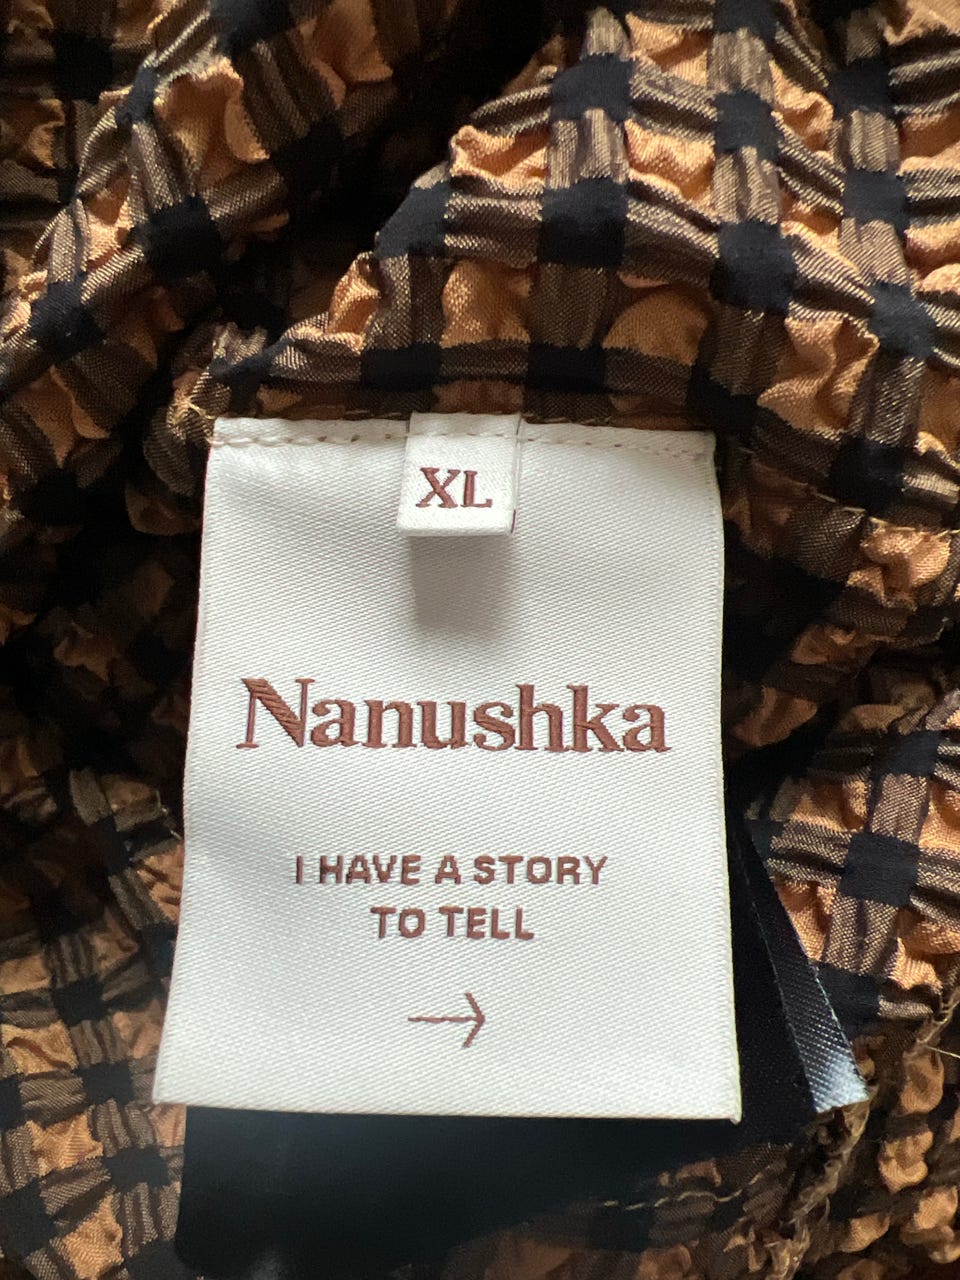 XL
Nanushka
I HAVE A STORY
TO TELL
→